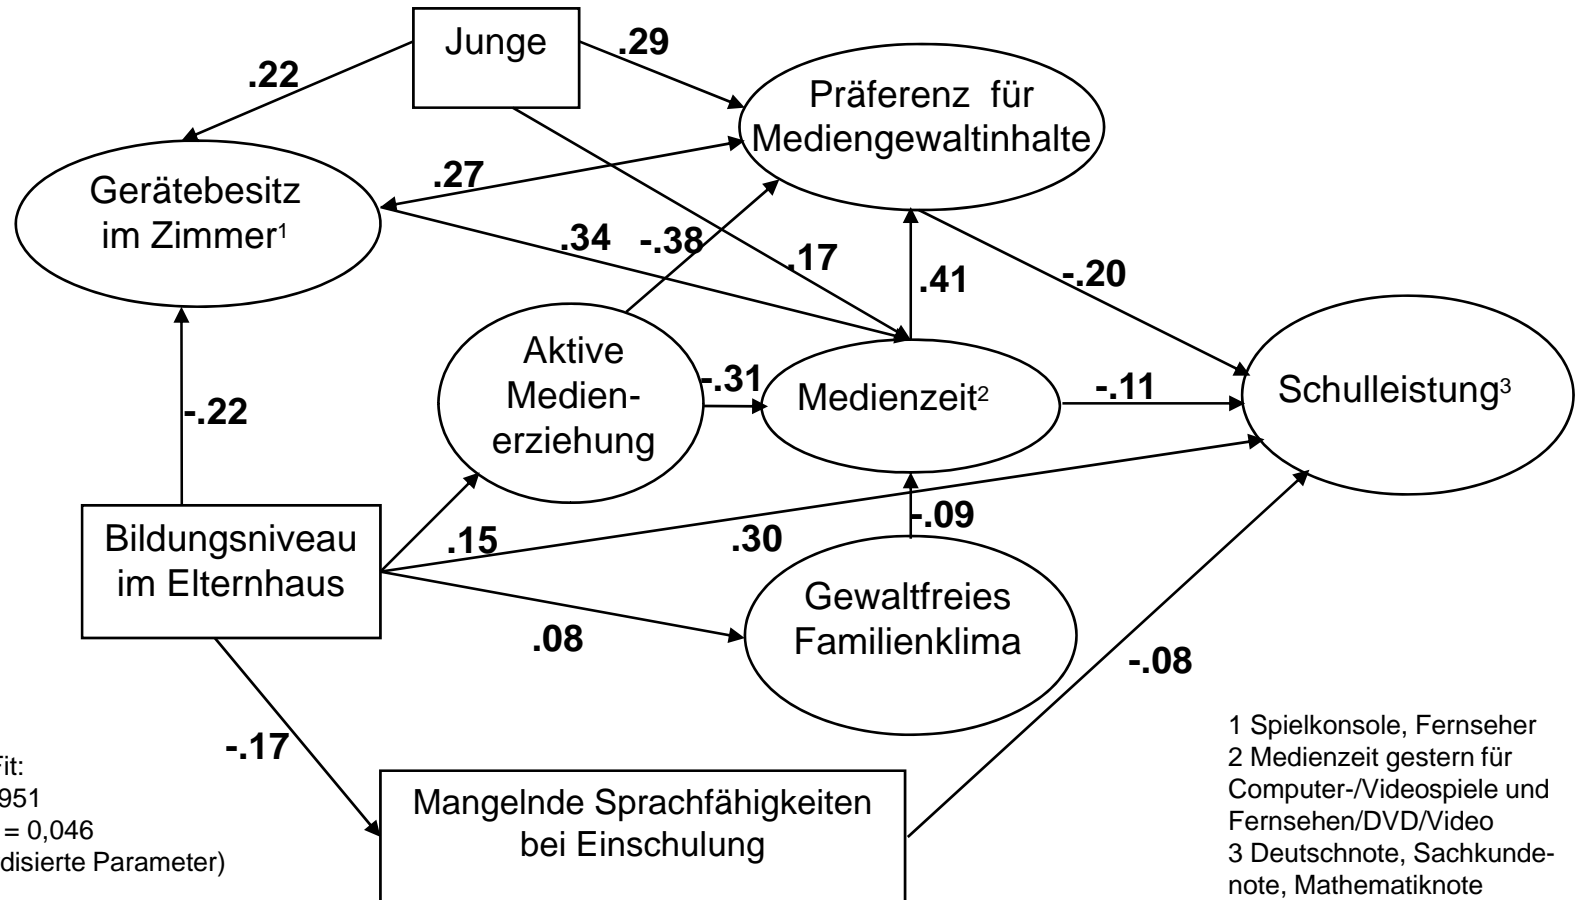 Junge
.29
.22
Präferenz für
Mediengewaltinhalte
Gerätebesitz
im Zimmer¹
.27
.34
-.38
.17
.41
-.20
Aktive
Medien-
erziehung
-.31
Medienzeit²
-.11
Schulleistung³
-.22
Bildungsniveau
im Elternhaus
.15
.30
-.09
.08
Gewaltfreies
Familienklima
-.08
-.17
Mangelnde Sprachfähigkeiten
bei Einschulung
Fit:
951
= 0,046
disierte Parameter)
1 Spielkonsole, Fernseher
2 Medienzeit gestern für
Computer-/Videospiele und
Fernsehen/DVD/Video
3 Deutschnote, Sachkunde-
note, Mathematiknote